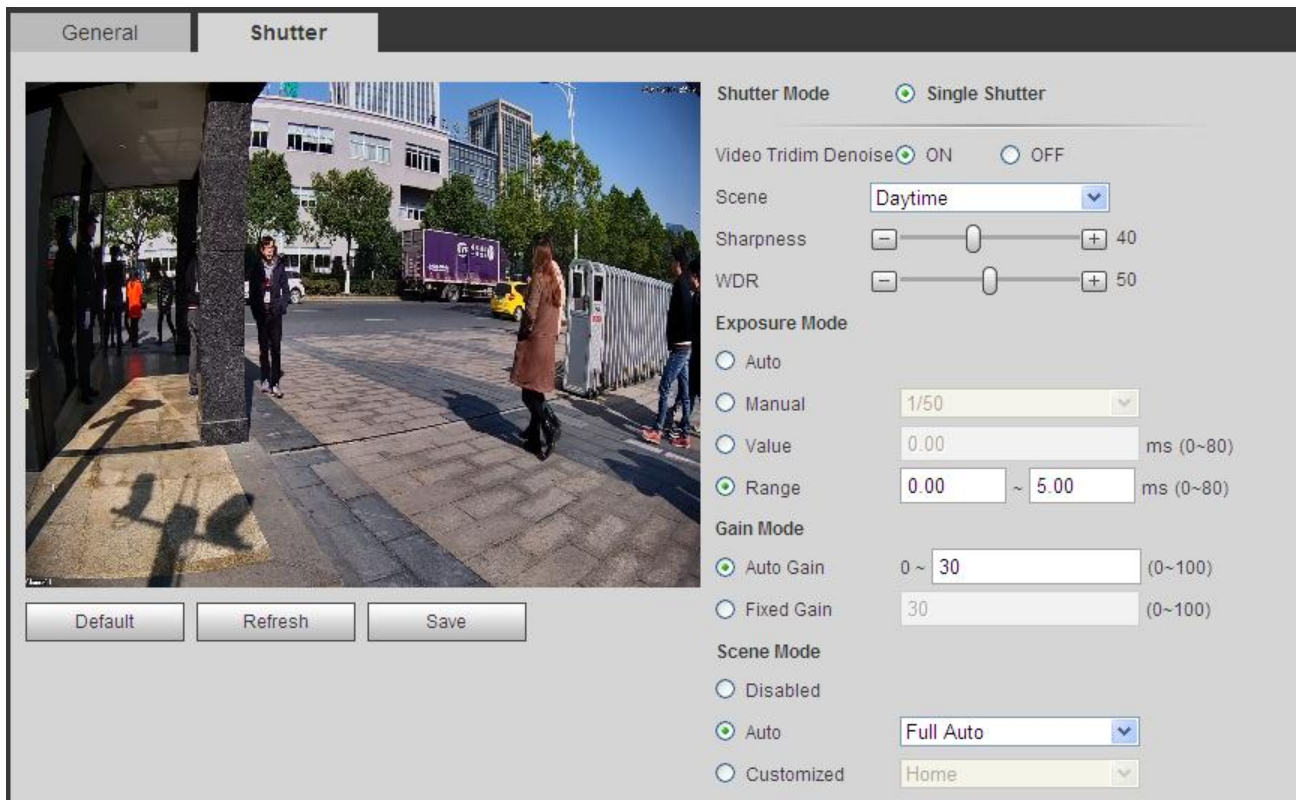 General
Shutter
Shutter Mode
Single Shutter
Video Tridim Denoise ON OFF
Scene Daytime
Sharpness - + 40
WDR - + 50
Exposure Mode
Auto
Manual 1/50
Value 0.00 ms (0~80)
Range 0.00 ~ 5.00 ms (0~80)
Gain Mode
Auto Gain 0 ~ 30 (0~100)
Fixed Gain 30 (0~100)
Scene Mode
Disabled
Auto Full Auto
Customized Home
Default
Refresh
Save